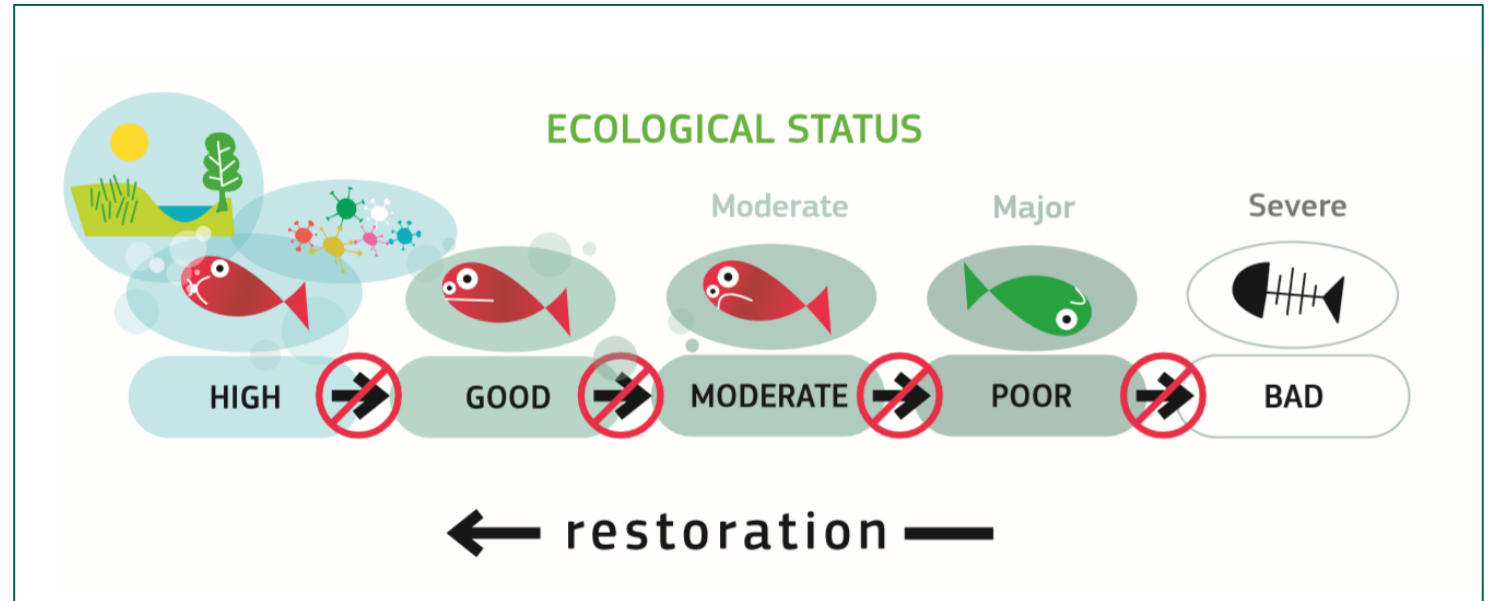 ECOLOGICAL STATUS
Moderate Major Severe
HIGH GOOD MODERATE POOR BAD
restoration